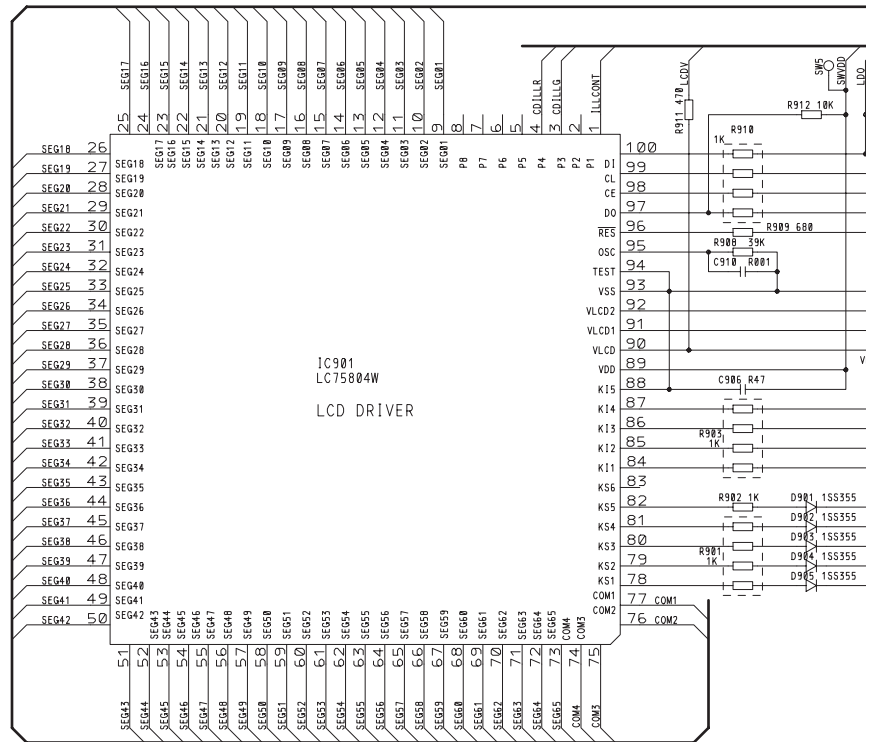 SEG17 SEG16 SEG15 SEG14 SEG13 SEG12 SEG11 SEG10 SEG09 SEG08 SEG07 SEG06 SEG05 SEG04 SEG03 SEG02 SEG01 CDILLR CDILLG ILLCONT LCDV SW5 SWVDD LDO
25 24 23 22 21 20 19 18 17 16 15 14 13 12 11 10 9 8 7 6 5 4 3 2 1
R911 470
R912 10K
R910
1K
SEG17 SEG16 SEG15 SEG14 SEG13 SEG12 SEG11 SEG10 SEG09 SEG08 SEG07 SEG06 SEG05 SEG04 SEG03 SEG02 SEG01 P8 P7 P6 P5 P4 P3 P2 P1
SEG18 26 SEG18 DI 100
SEG19 27 SEG19 CL 99
SEG20 28 SEG20 CE 98
SEG21 29 SEG21 DO 97
SEG22 30 SEG22 RES 96 R909 680
SEG23 31 SEG23 OSC 95 R908 39K
SEG24 32 SEG24 TEST 94 C910 R001
SEG25 33 SEG25 VSS 93
SEG26 34 SEG26 VLCD2 92
SEG27 35 SEG27 VLCD1 91
SEG28 36 SEG28 VLCD 90
SEG29 37 SEG29 VDD 89 V
SEG30 38 SEG30 KI5 88 C906 R47
SEG31 39 SEG31 KI4 87
SEG32 40 SEG32 KI3 86
SEG33 41 SEG33 KI2 85
SEG34 42 SEG34 KI1 84
R903
1K
SEG35 43 SEG35 KS6 83
SEG36 44 SEG36 KS5 82 R902 1K D901 1SS355
SEG37 45 SEG37 KS4 81 D902 1SS355
SEG38 46 SEG38 KS3 80 D903 1SS355
SEG39 47 SEG39 KS2 79 D904 1SS355
SEG40 48 SEG40 KS1 78 D905 1SS355
R901
1K
SEG41 49 SEG41 COM1 77 COM1
SEG42 50 SEG42 COM2 76 COM2
IC901
LC75804W
LCD DRIVER
SEG43 SEG44 SEG45 SEG46 SEG47 SEG48 SEG49 SEG50 SEG51 SEG52 SEG53 SEG54 SEG55 SEG56 SEG57 SEG58 SEG59 SEG60 SEG61 SEG62 SEG63 SEG64 SEG65 COM4 COM3
51 52 53 54 55 56 57 58 59 60 61 62 63 64 65 66 67 68 69 70 71 72 73 74 75
SEG43 SEG44 SEG45 SEG46 SEG47 SEG48 SEG49 SEG50 SEG51 SEG52 SEG53 SEG54 SEG55 SEG56 SEG57 SEG58 SEG59 SEG60 SEG61 SEG62 SEG63 SEG64 SEG65 COM4 COM3